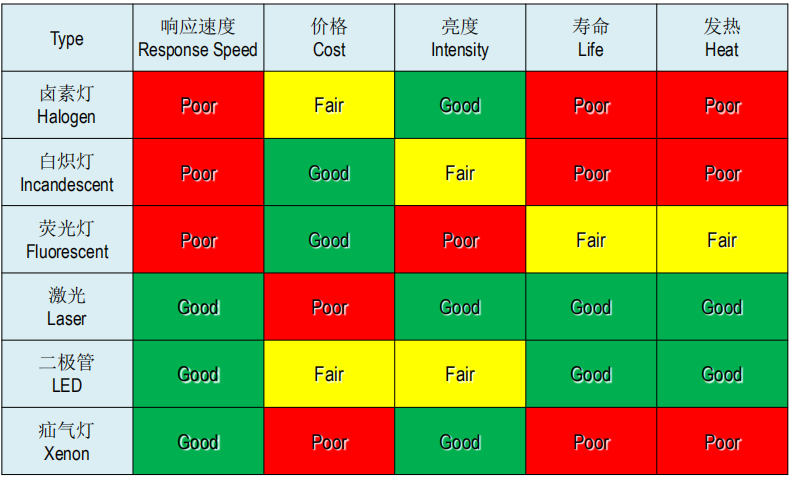 Type
响应速度
Response Speed
价格
Cost
亮度
Intensity
寿命
Life
发热
Heat
卤素灯
Halogen
Poor
Fair
Good
Poor
Poor
白炽灯
Incandescent
Poor
Good
Fair
Poor
Poor
荧光灯
Fluorescent
Poor
Good
Poor
Fair
Fair
激光
Laser
Good
Poor
Good
Good
Good
二极管
LED
Good
Fair
Fair
Good
Good
疝气灯
Xenon
Good
Poor
Good
Poor
Poor